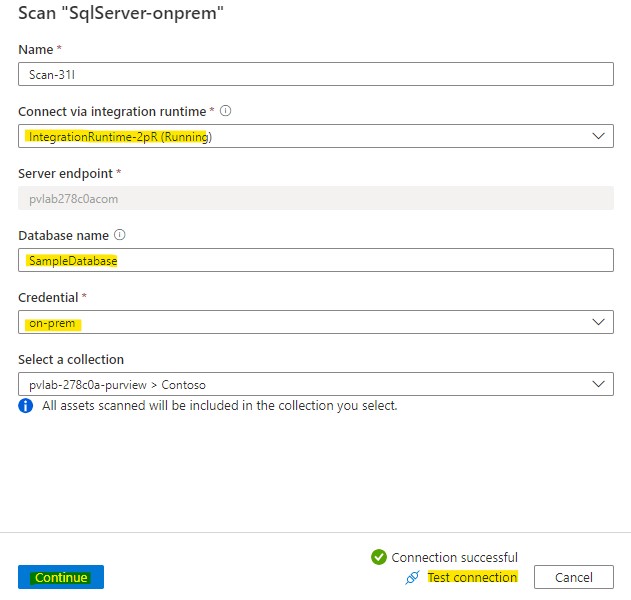 Scan "SqlServer-onprem"
Name *
Scan-31I
Connect via integration runtime *
IntegrationRuntime-2pR (Running)
Server endpoint *
pvlab278c0acom
Database name
SampleDatabase
Credential *
on-prem
Select a collection
pvlab-278c0a-purview > Contoso
All assets scanned will be included in the collection you select.
Connection successful
Continue
Test connection
Cancel